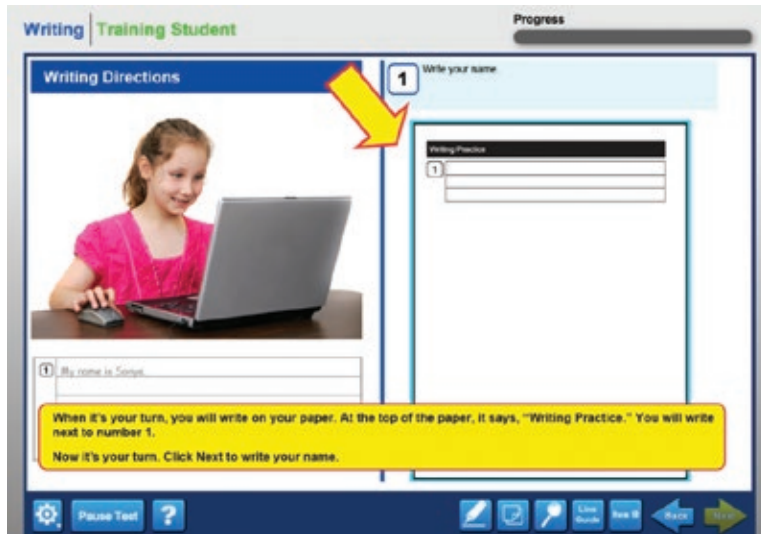 Writing Training Student
Progress
Writing Directions
1 Write your name
Writing Practice
1
1 My name is Sonya.
When it's your turn, you will write on your paper. At the top of the paper, it says, "Writing Practice." You will write
next to number 1.
Now it's your turn. Click Next to write your name.
Pause Test
?
Line
Guide
Back
Next